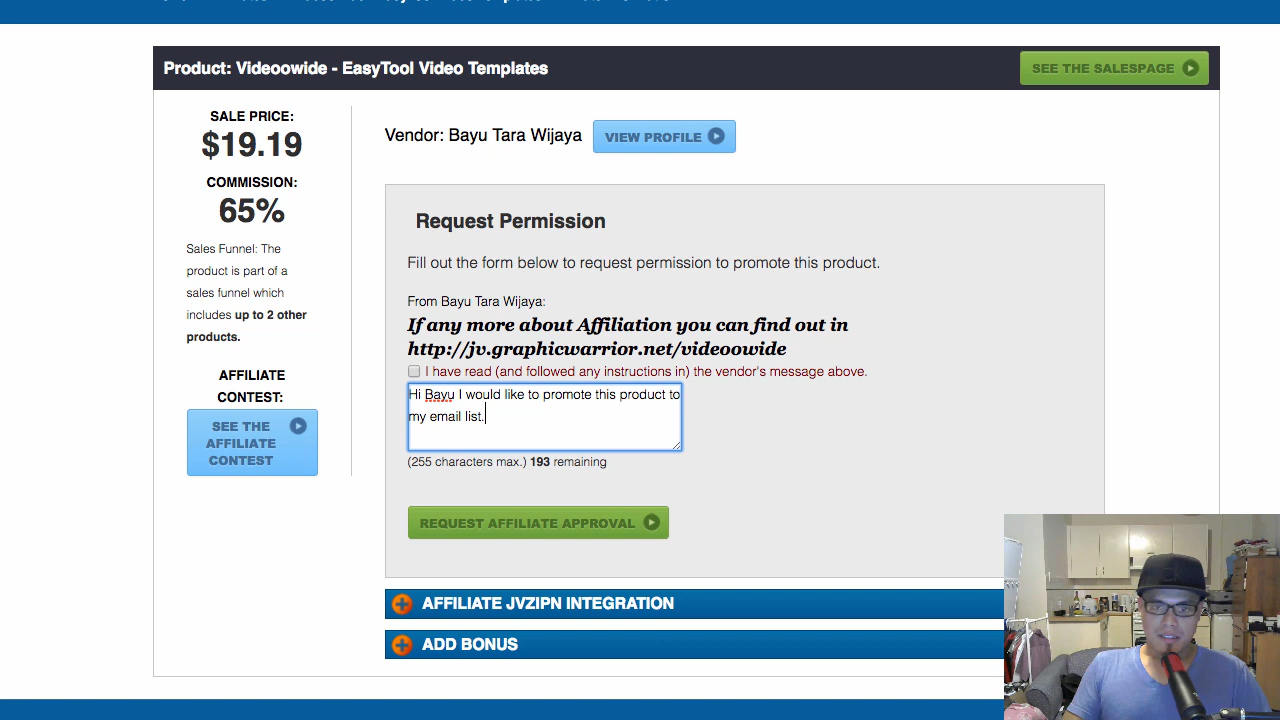 Product: Videoowide - EasyTool Video Templates
SEE THE SALESPAGE
SALE PRICE:
$19.19
COMMISSION:
65%
Sales Funnel: The
product is part of a
sales funnel which
includes up to 2 other
products.
AFFILIATE
CONTEST:
SEE THE
AFFILIATE
CONTEST
Vendor: Bayu Tara Wijaya
VIEW PROFILE
Request Permission
Fill out the form below to request permission to promote this product.
From Bayu Tara Wijaya:
If any more about Affiliation you can find out in
http://jv.graphicwarrior.net/videoowide
I have read (and followed any instructions in) the vendor's message above.
Hi Bayu I would like to promote this product to
my email list.
(255 characters max.) 193 remaining
REQUEST AFFILIATE APPROVAL
AFFILIATE JVZIPN INTEGRATION
ADD BONUS